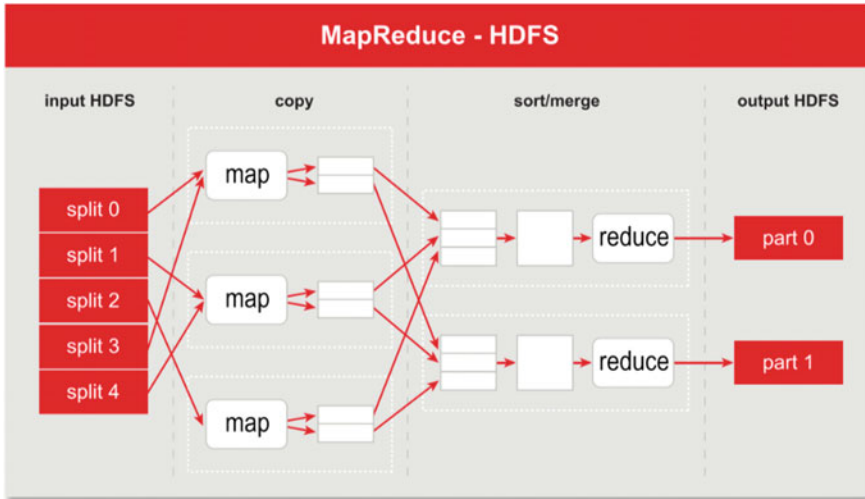 MapReduce - HDFS
input HDFS
copy
sort/merge
output HDFS
split 0
split 1
split 2
split 3
split 4
map
map
map
reduce
reduce
part 0
part 1